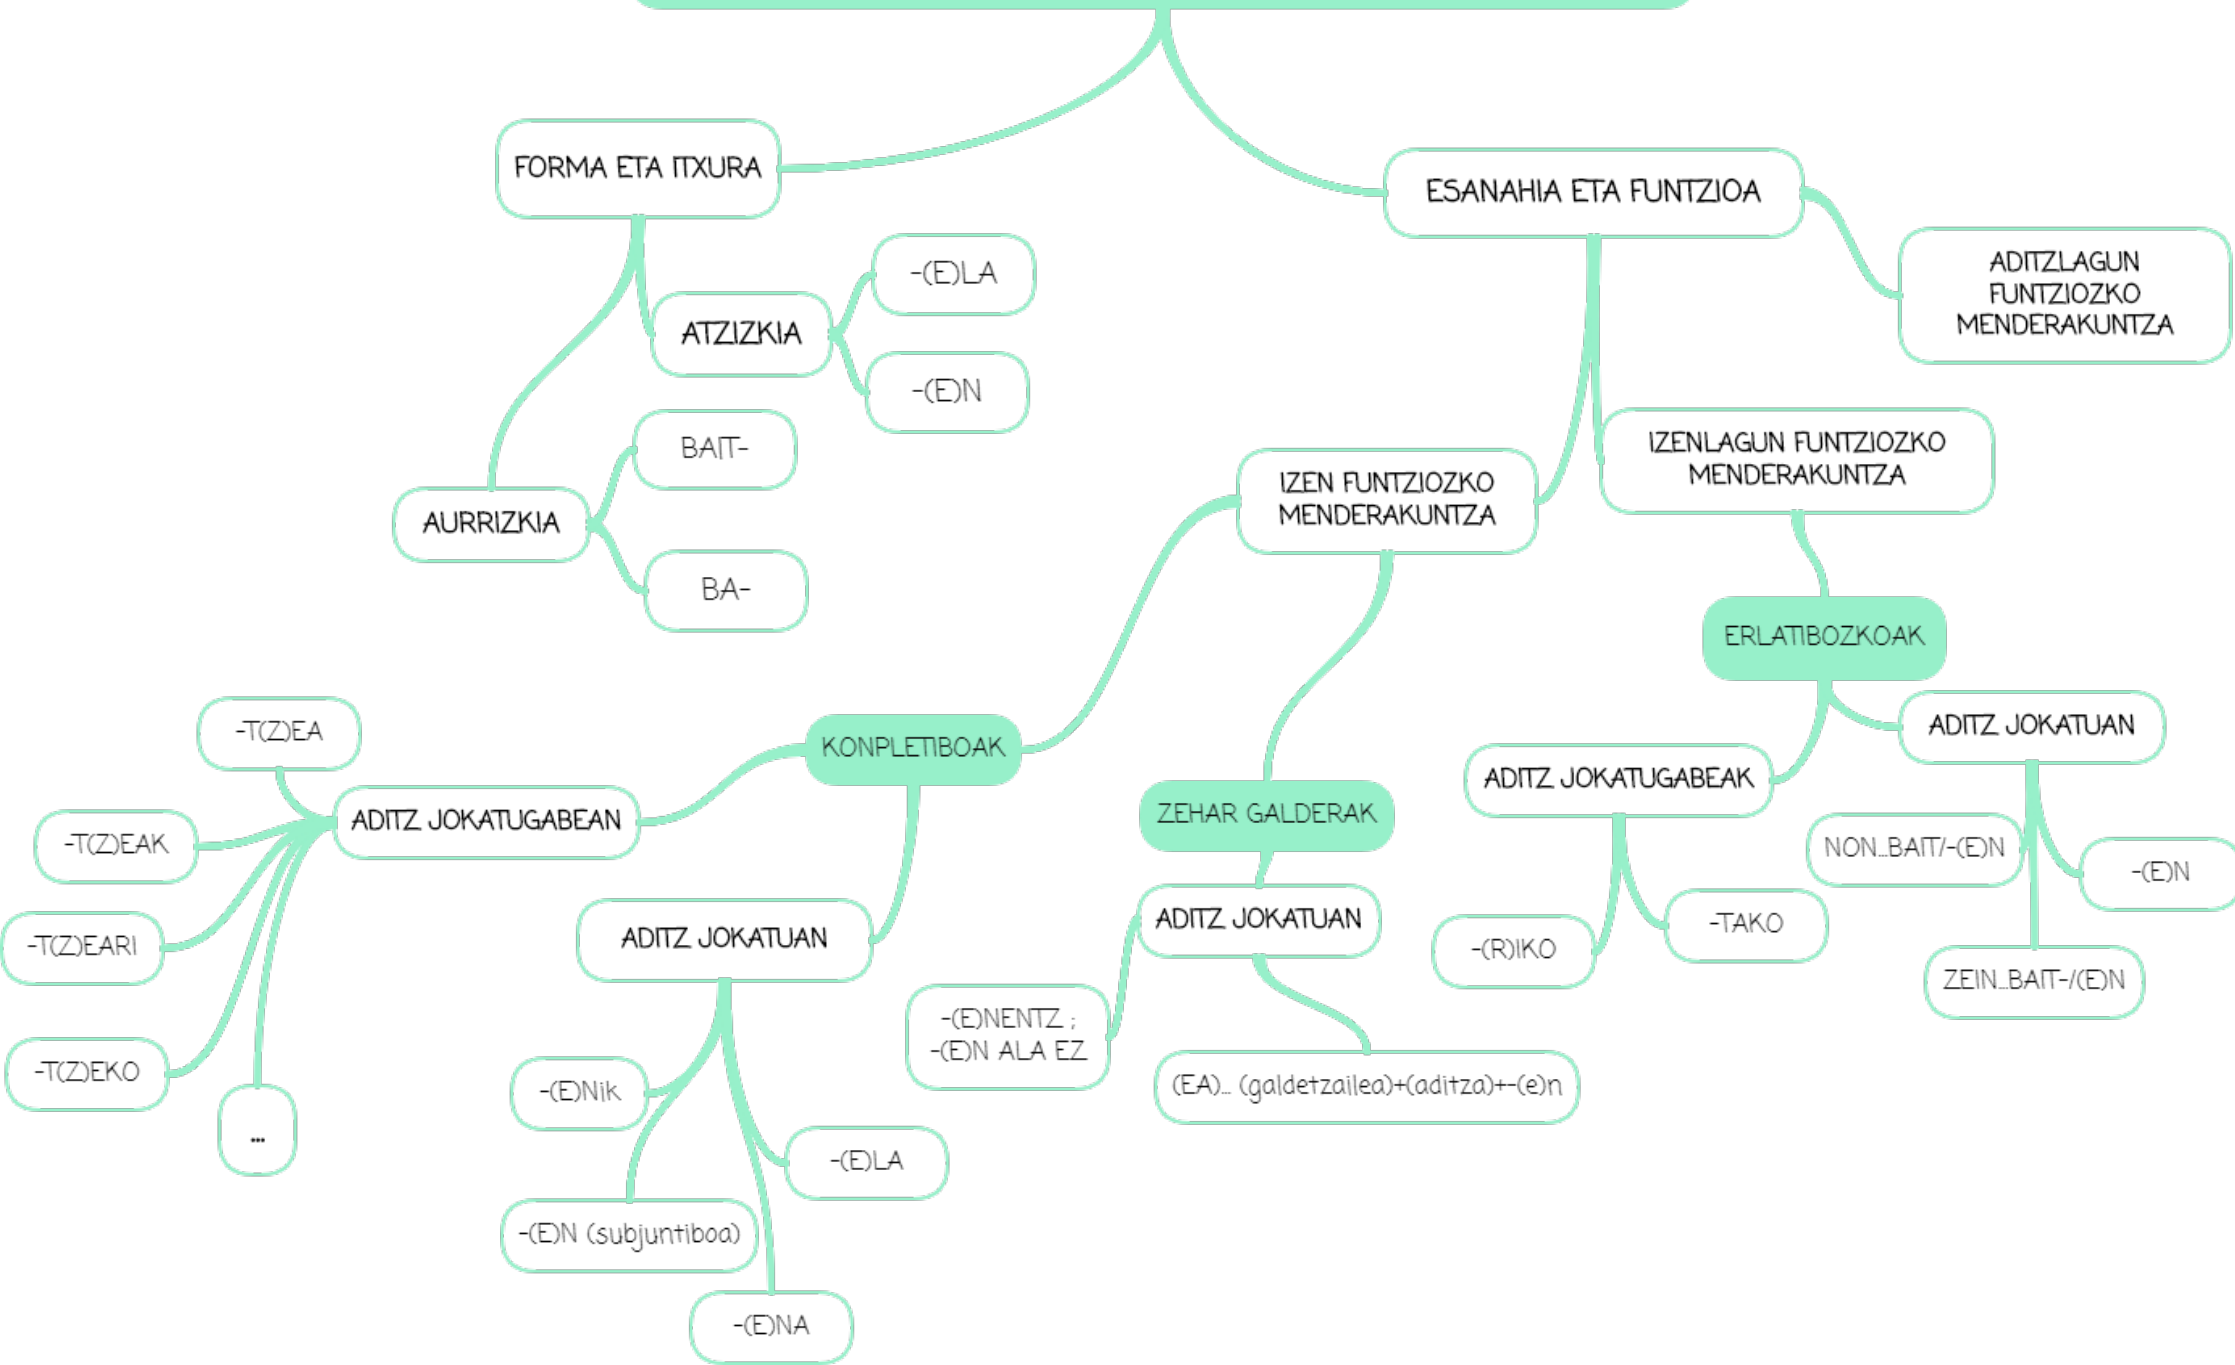 FORMA ETA ITXURA
ATZIZKIA
-(E)LA
-(E)N
AURRIZKIA
BAIT-
BA-
ESANAHIA ETA FUNTZIOA
ADITZLAGUN
FUNTZIOZKO
MENDERAKUNTZA
IZENLAGUN FUNTZIOZKO
MENDERAKUNTZA
IZEN FUNTZIOZKO
MENDERAKUNTZA
ERLATIBOZKOAK
ADITZ JOKATUAN
ADITZ JOKATUGABEAK
NON...BAIT/-(E)N
-(E)N
ZEIN...BAIT-/(E)N
-TAKO
-(R)IKO
KONPLETIBOAK
ZEHAR GALDERAK
ADITZ JOKATUAN
-(E)NENTZ ;
-(E)N ALA EZ
(EA)... (galdetzailea)+(aditza)+-(e)n
ADITZ JOKATUGABEAN
-T(Z)EA
-T(Z)EAK
-T(Z)EARI
-T(Z)EKO
...
ADITZ JOKATUAN
-(E)Nik
-(E)N (subjuntiboa)
-(E)LA
-(E)NA